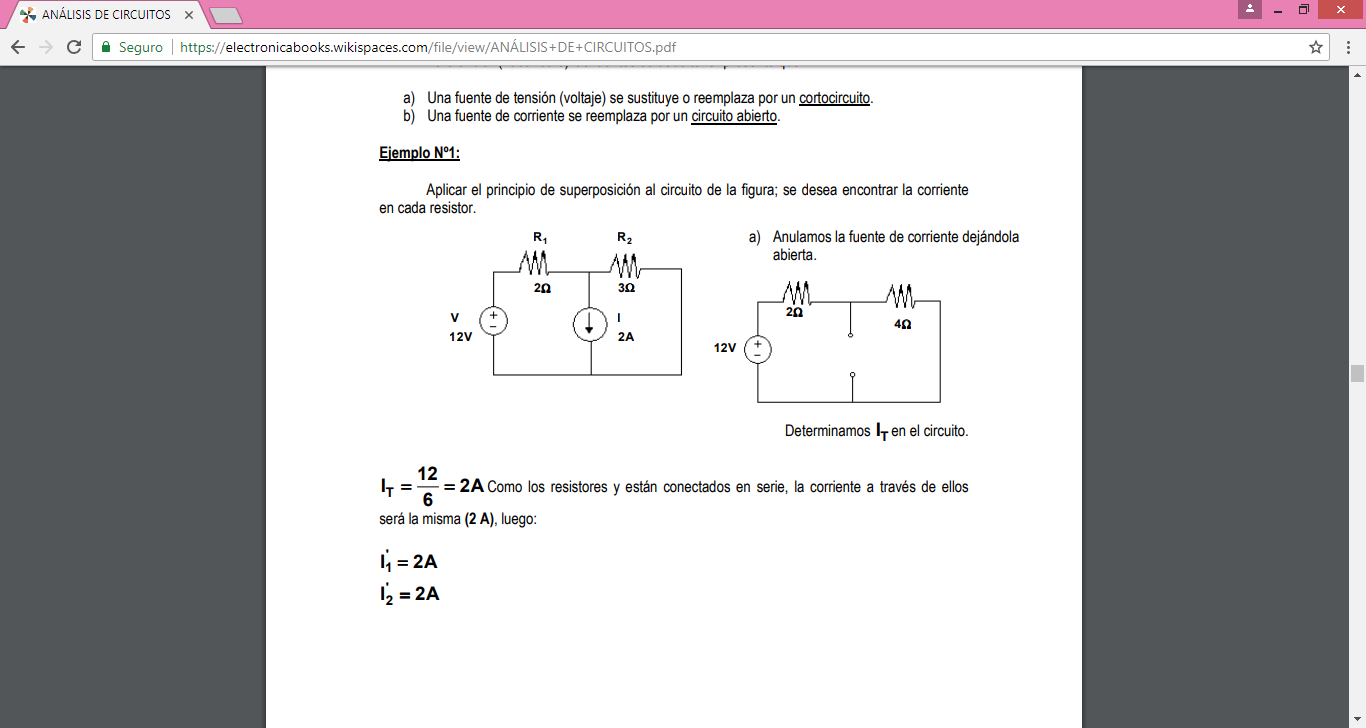 ANÁLISIS DE CIRCUITOS
Seguro https://electronicabooks.wikispaces.com/file/view/ANÁLISIS+DE+CIRCUITOS.pdf
a) Una fuente de tensión (voltaje) se sustituye o reemplaza por un cortocircuito.
b) Una fuente de corriente se reemplaza por un circuito abierto.
Ejemplo Nº1:
Aplicar el principio de superposición al circuito de la figura; se desea encontrar la corriente
en cada resistor.
R1 R2
2Ω 3Ω
V
12V
I
2A
a) Anulamos la fuente de corriente dejándola
abierta.
2Ω
4Ω
12V
Determinamos IT en el circuito.
IT = 12/6 = 2A Como los resistores y están conectados en serie, la corriente a través de ellos
será la misma (2 A), luego:
I'1 = 2A
I'2 = 2A